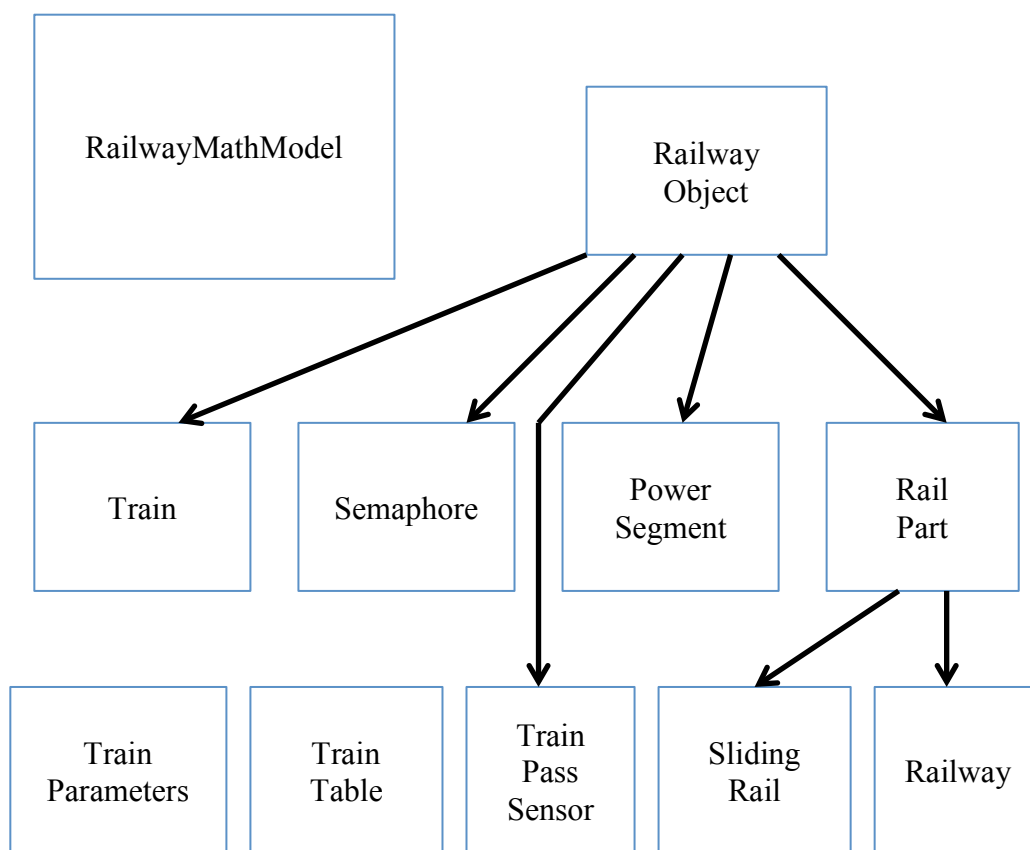 RailwayMathModel
Railway
Object
Train
Semaphore
Power
Segment
Rail
Part
Train
Parameters
Train
Table
Train
Pass
Sensor
Sliding
Rail
Railway